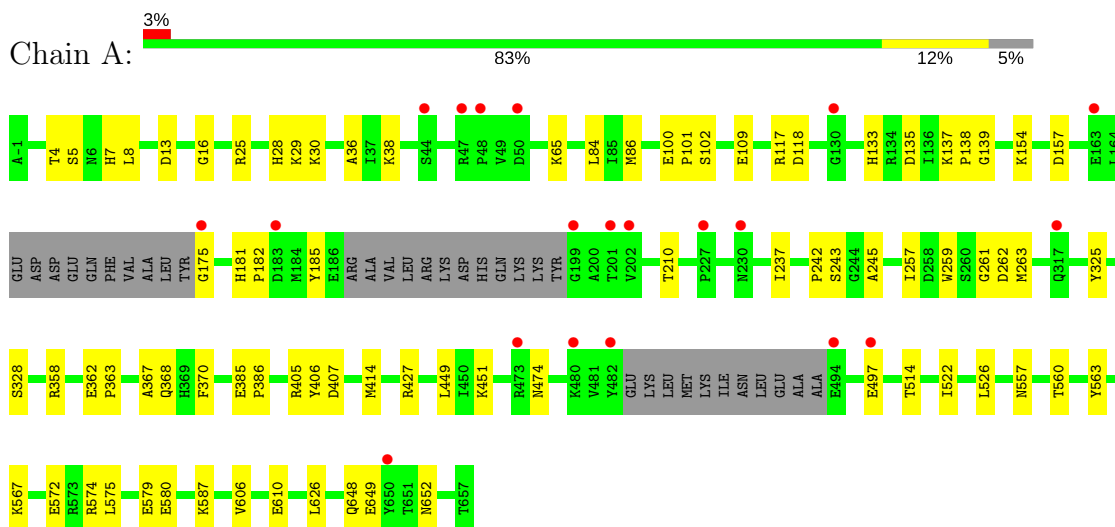 3%
Chain A:
83% 12% 5%
A-1 T4 S5 N6 H7 L8 D13 G16 R25 H28 K29 K30 A36 I37 K38 S44 R47 P48 V49 D50 K65 L84 I85 M86 E100 P101 S102 E109 R117 D118 G130 H133 R134 D135 I136 K137 P138 G139 K154 D157 E163 L164
GLU ASP ASP GLU GLN PHE VAL ALA LEU TYR G175 H181 P182 D183 M184 Y185 E186 ARG ALA VAL LEU ARG LYS ASP HIS GLN LYS LYS TYR G199 A200 T201 V202 T210 P227 N230 I237 P242 S243 G244 A245 I257 D258 W259 S260 G261 D262 M263 Q317 Y325
S328 R358 E362 P363 A367 Q368 H369 F370 E385 P386 R405 Y406 D407 M414 R427 L449 I450 K451 R473 N474 K480 V481 Y482 GLU LYS LEU MET LYS ILE ASN LEU GLU ALA ALA E494 E497 T514 I522 L526 N557 T560 Y563
K567 E572 R573 R574 L575 E579 E580 K587 V606 E610 L626 Q648 E649 Y650 T651 N652 T657